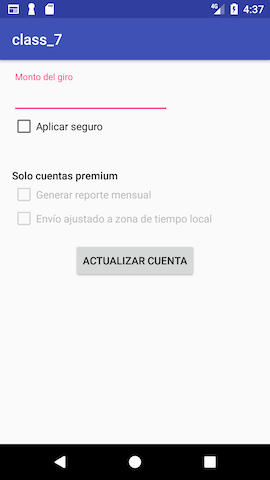 4G 4:37
class_7
Monto del giro
Aplicar seguro
Solo cuentas premium
Generar reporte mensual
Envío ajustado a zona de tiempo local
ACTUALIZAR CUENTA